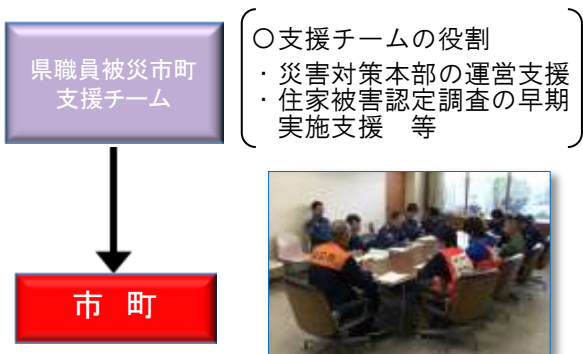 県職員被災市町
支援チーム
〇支援チームの役割
・災害対策本部の運営支援
・住家被害認定調査の早期
実施支援　等
市　町